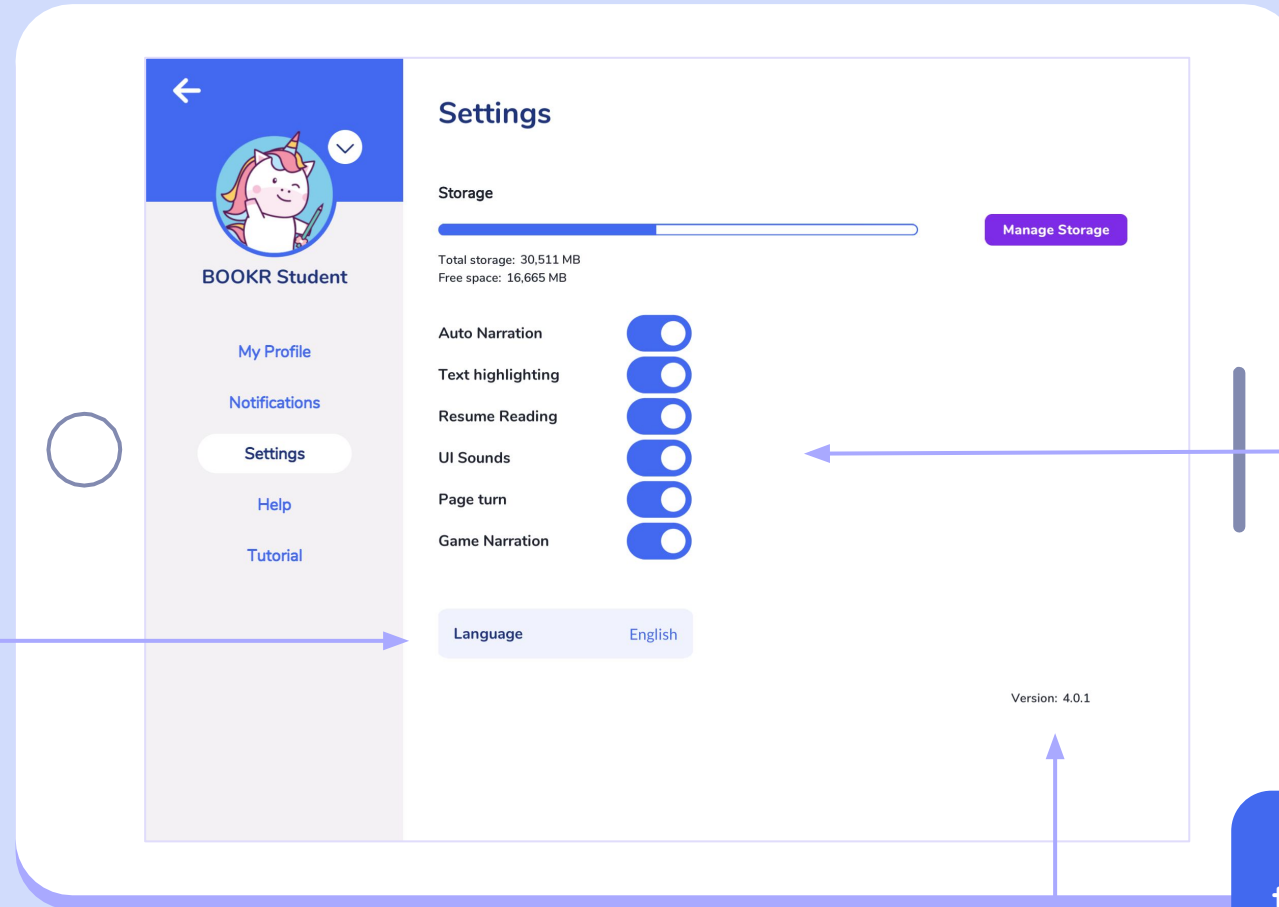 Settings
Storage
Manage Storage
Total storage: 30,511 MB
Free space: 16,665 MB
BOOKR Student
My Profile
Notifications
Settings
Help
Tutorial
Auto Narration
Text highlighting
Resume Reading
UI Sounds
Page turn
Game Narration
Language English
Version: 4.0.1